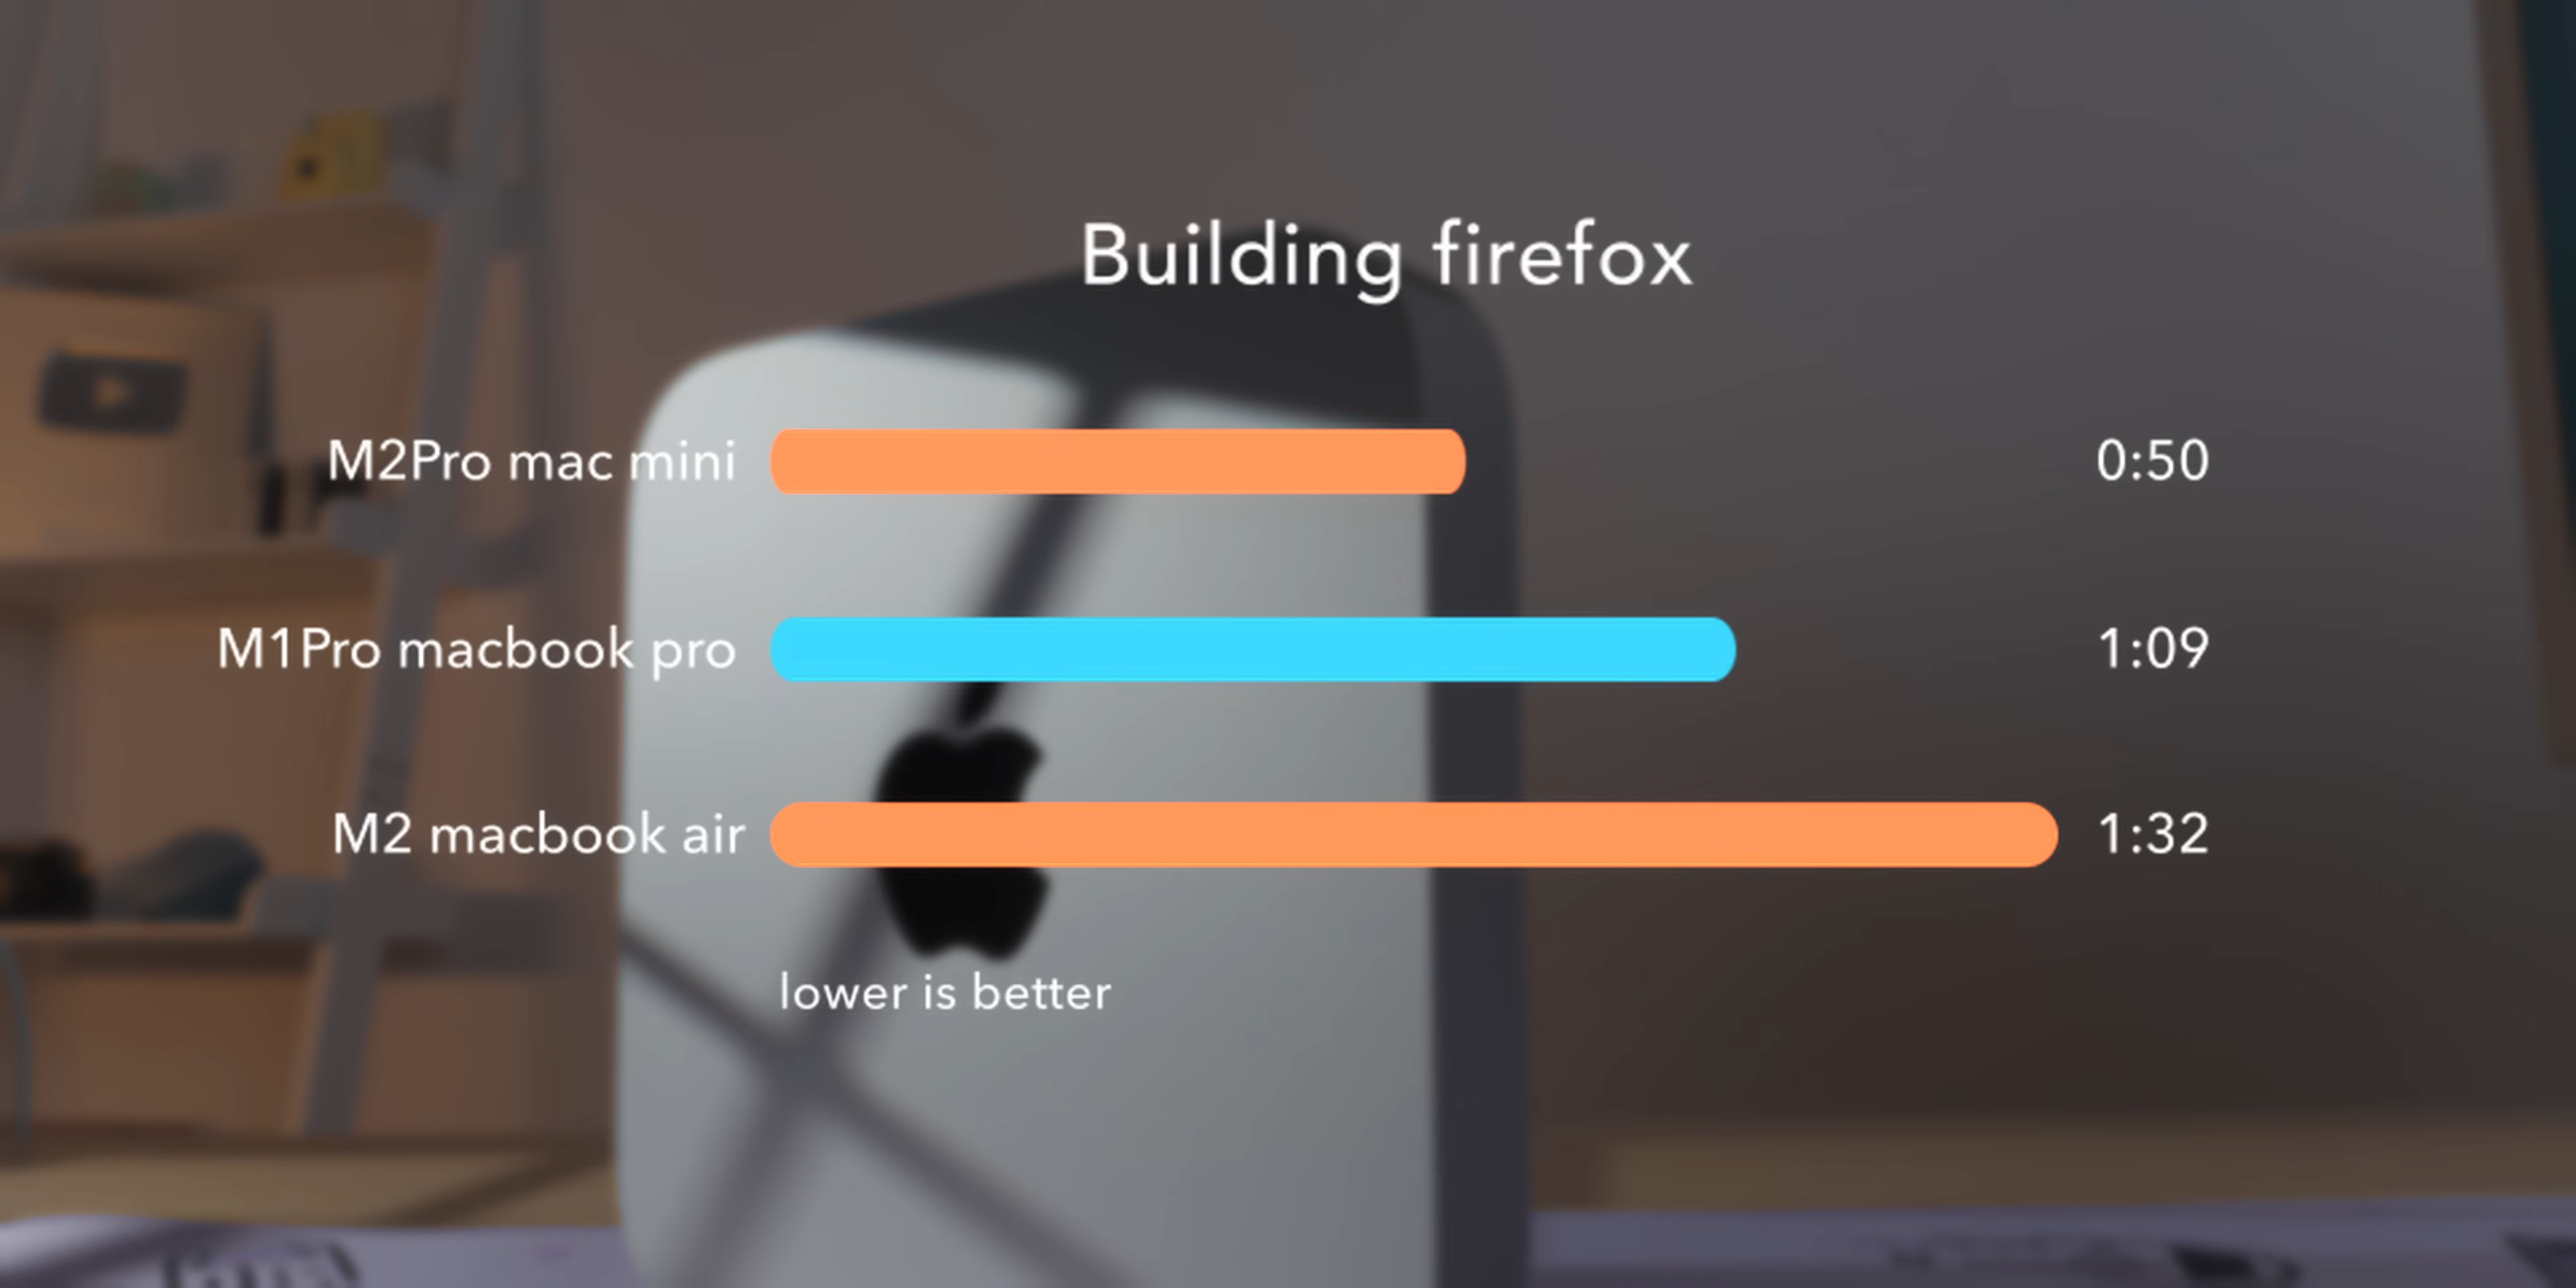 Building firefox
M2Pro mac mini 0:50
M1Pro macbook pro 1:09
M2 macbook air 1:32
lower is better